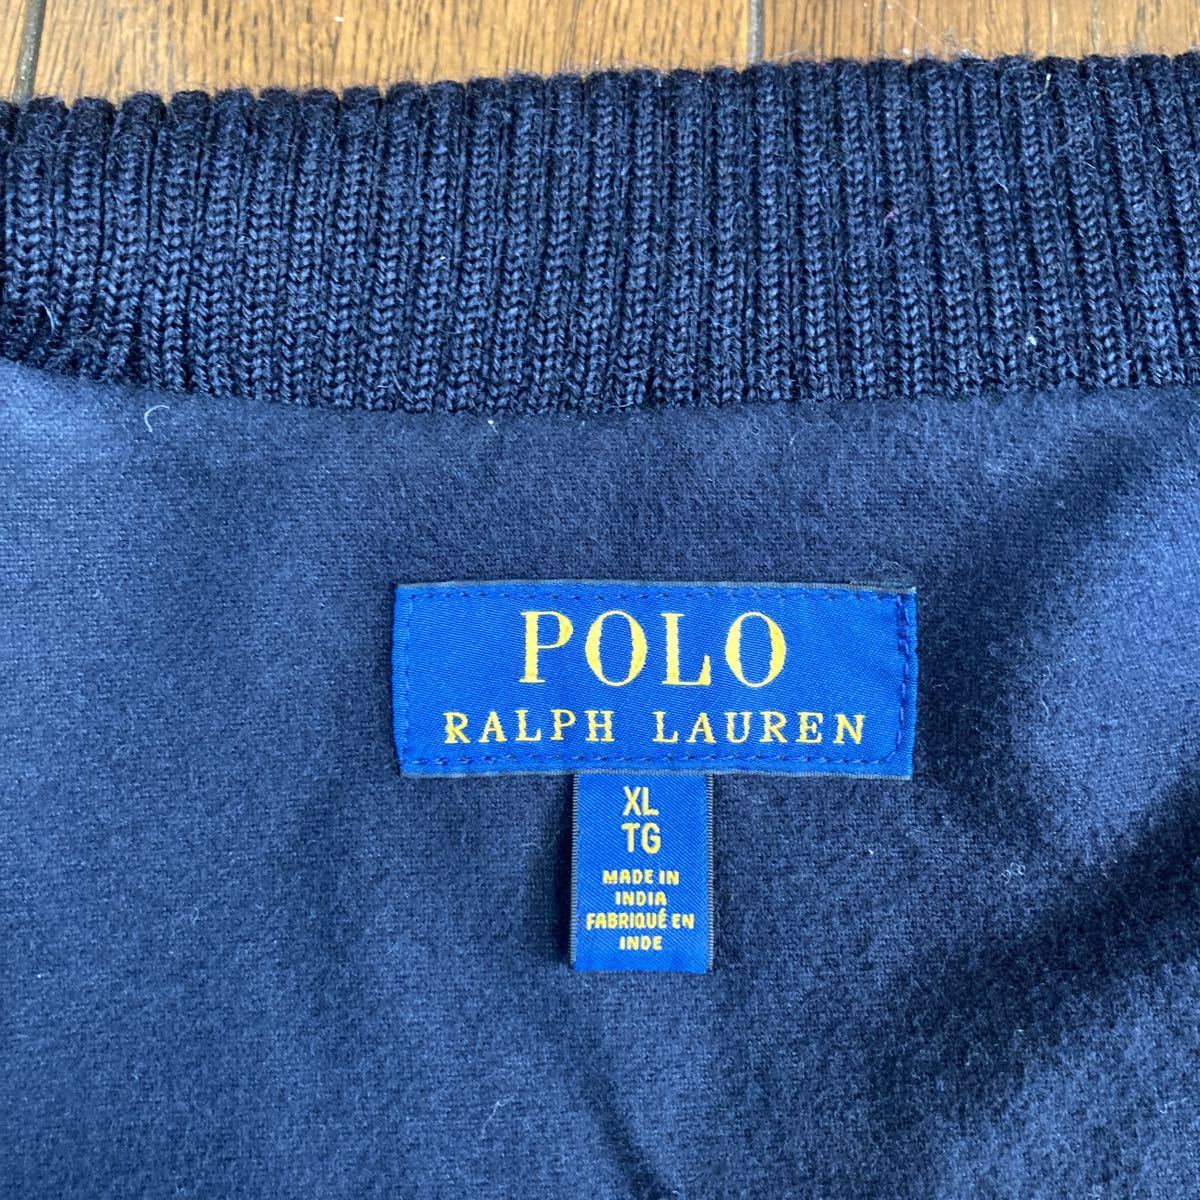 POLO
RALPH LAUREN
XL
TG
MADE IN
INDIA
FABRIQUÉ EN
INDE